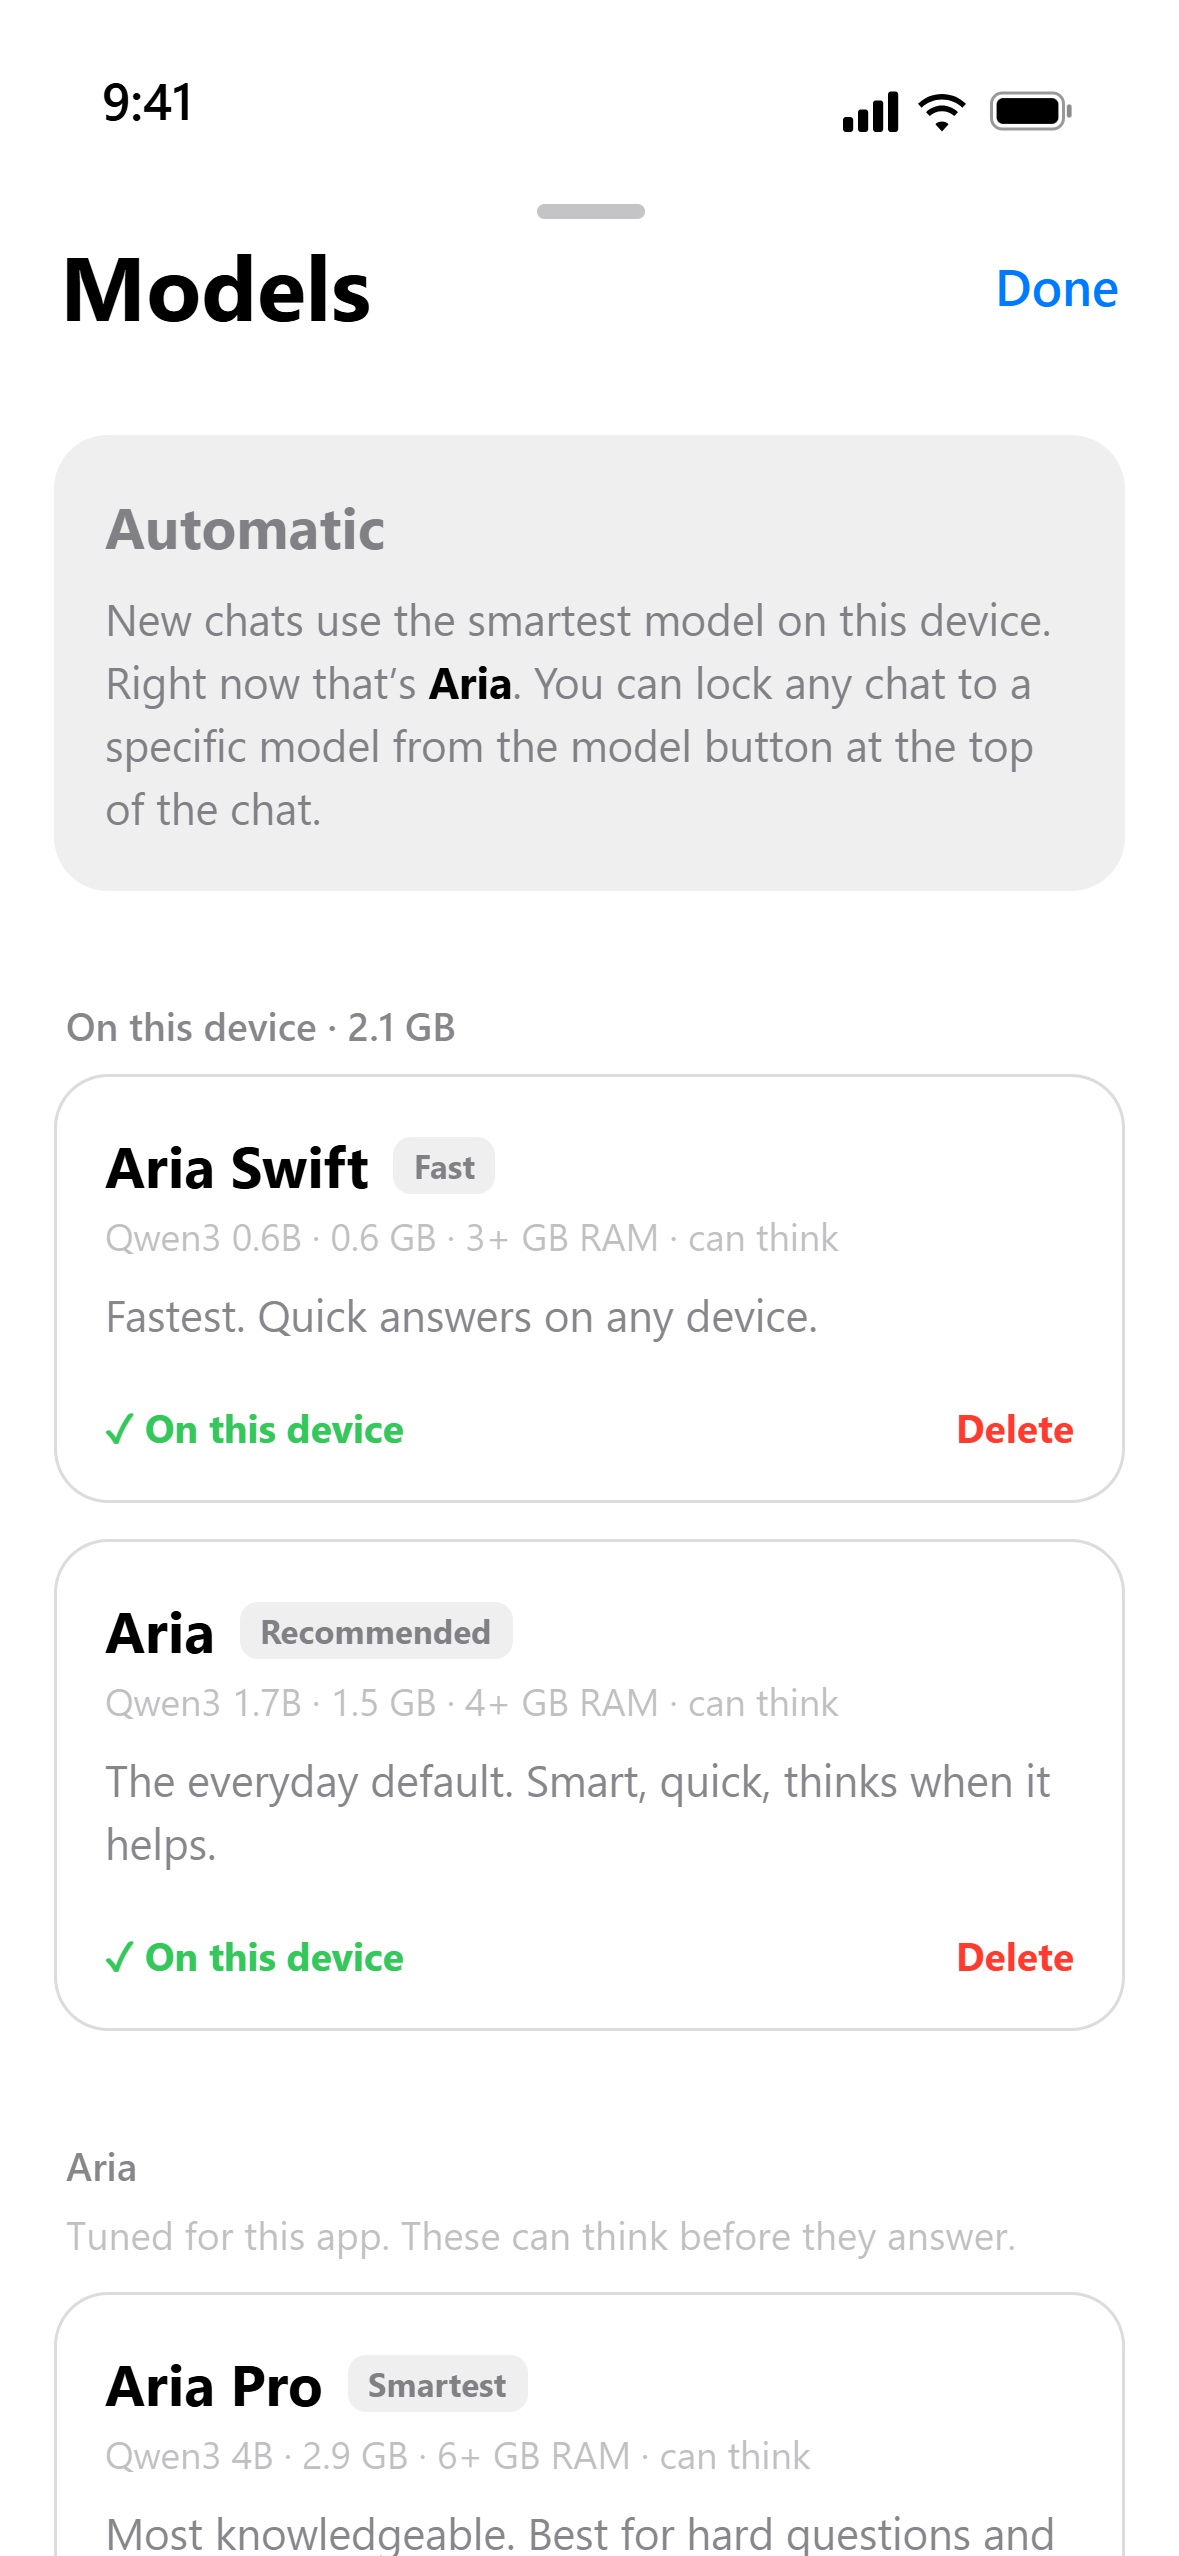 9:41
Models
Done
Automatic
New chats use the smartest model on this device.
Right now that’s Aria. You can lock any chat to a
specific model from the model button at the top
of the chat.
On this device · 2.1 GB
Aria Swift Fast
Qwen3 0.6B · 0.6 GB · 3+ GB RAM · can think
Fastest. Quick answers on any device.
✓ On this device
Delete
Aria Recommended
Qwen3 1.7B · 1.5 GB · 4+ GB RAM · can think
The everyday default. Smart, quick, thinks when it
helps.
✓ On this device
Delete
Aria
Tuned for this app. These can think before they answer.
Aria Pro Smartest
Qwen3 4B · 2.9 GB · 6+ GB RAM · can think
Most knowledgeable. Best for hard questions and